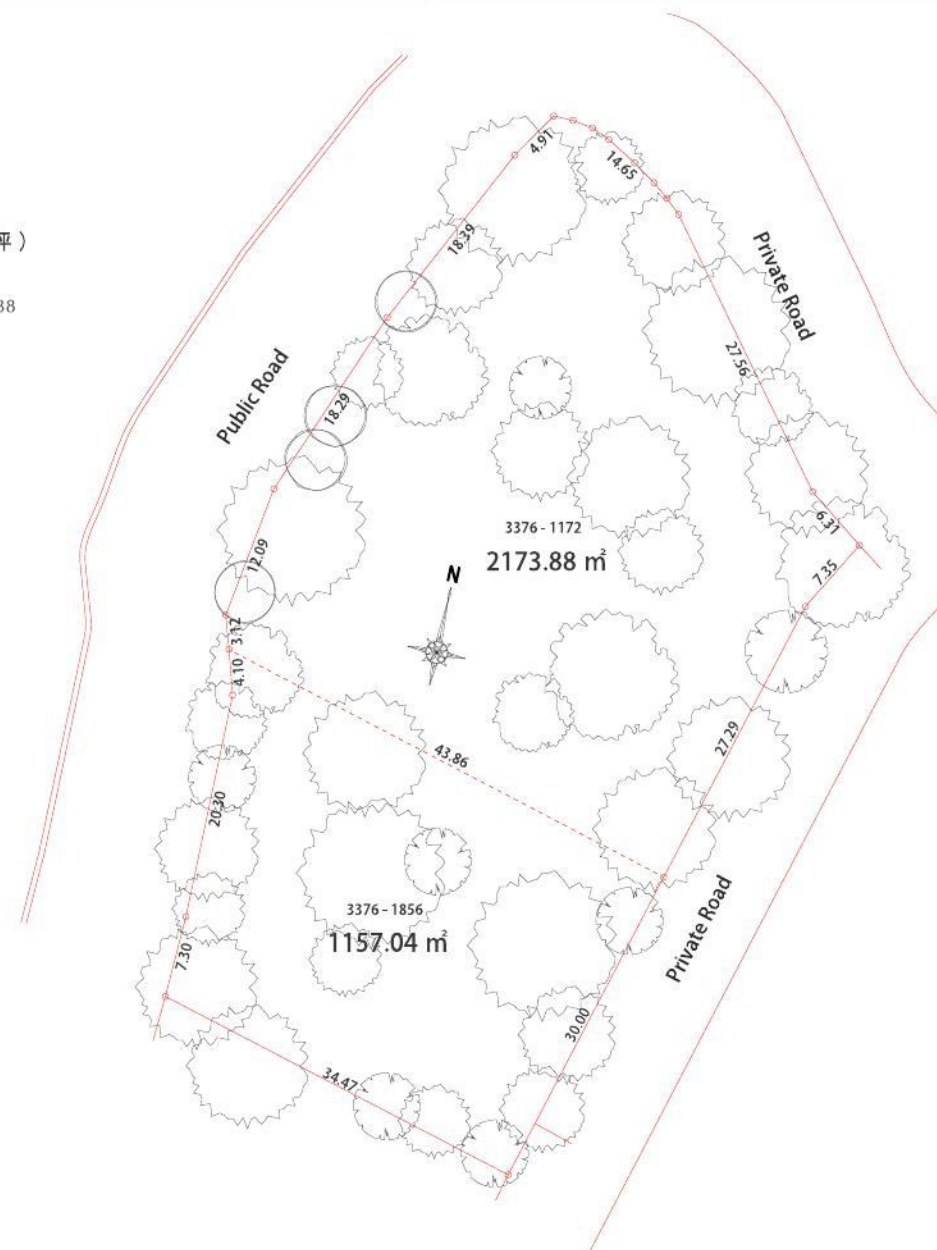 坪 )
38
4.91
14.65
18.39
Private Road
27.56
Public Road
18.29
6.31
3376 - 1172
2173.88 ㎡
12.09
7.35
N
3.12
4.10
27.29
43.86
20.30
3376 - 1856
1157.04 ㎡
Private Road
7.30
30.00
34.47